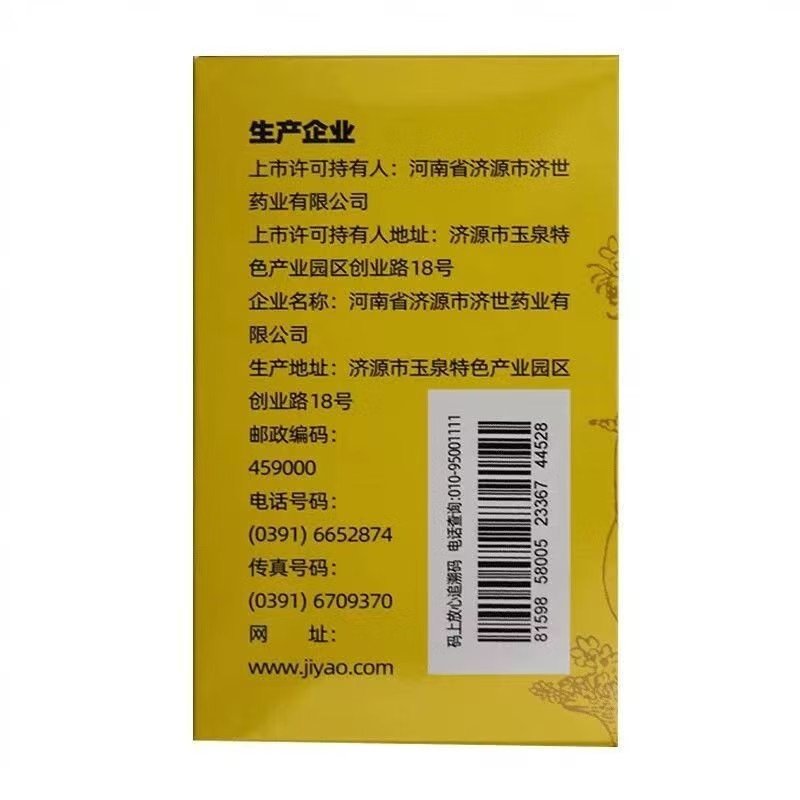 生产企业
上市许可持有人：河南省济源市济世
药业有限公司
上市许可持有人地址：济源市玉泉特
色产业园区创业路18号
企业名称：河南省济源市济世药业有
限公司
生产地址：济源市玉泉特色产业园区
创业路18号
邮政编码：
459000
电话号码：
(0391) 6652874
传真号码：
(0391) 6709370
网　　址：
www.jiyao.com
码上放心追溯码 电话查询:010-95001111
81598 58005 23367 44528